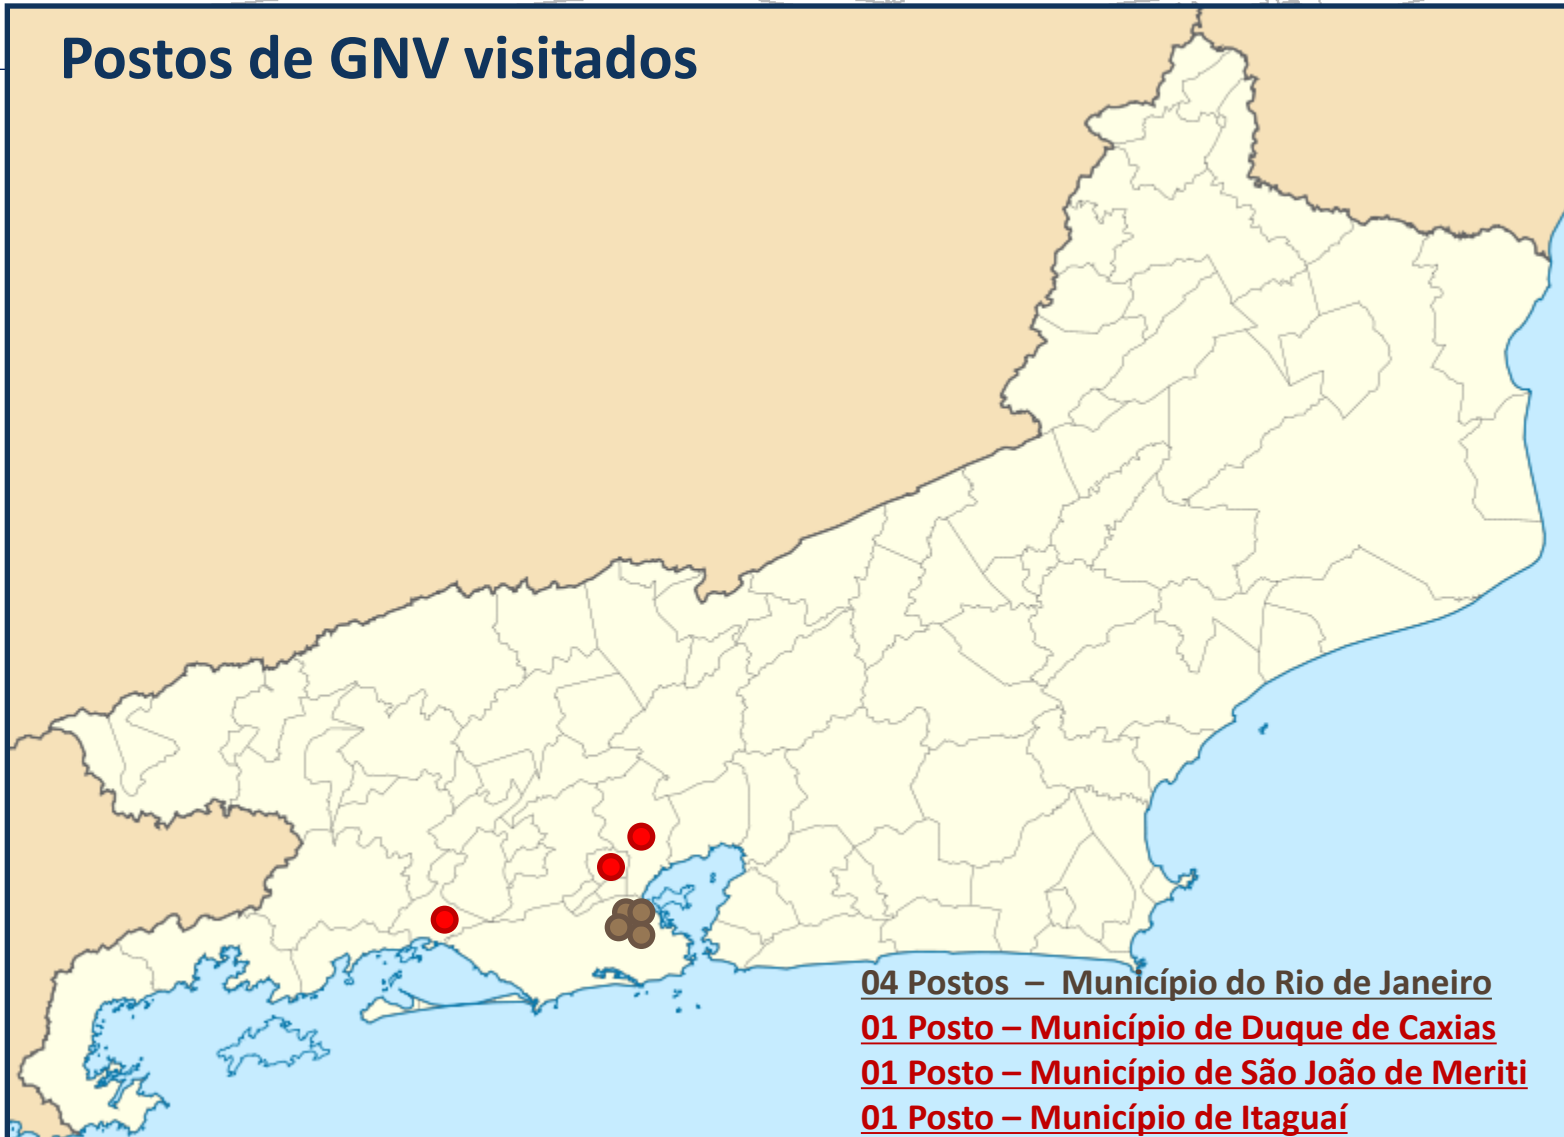 Postos de GNV visitados
04 Postos – Município do Rio de Janeiro
01 Posto – Município de Duque de Caxias
01 Posto – Município de São João de Meriti
01 Posto – Município de Itaguaí